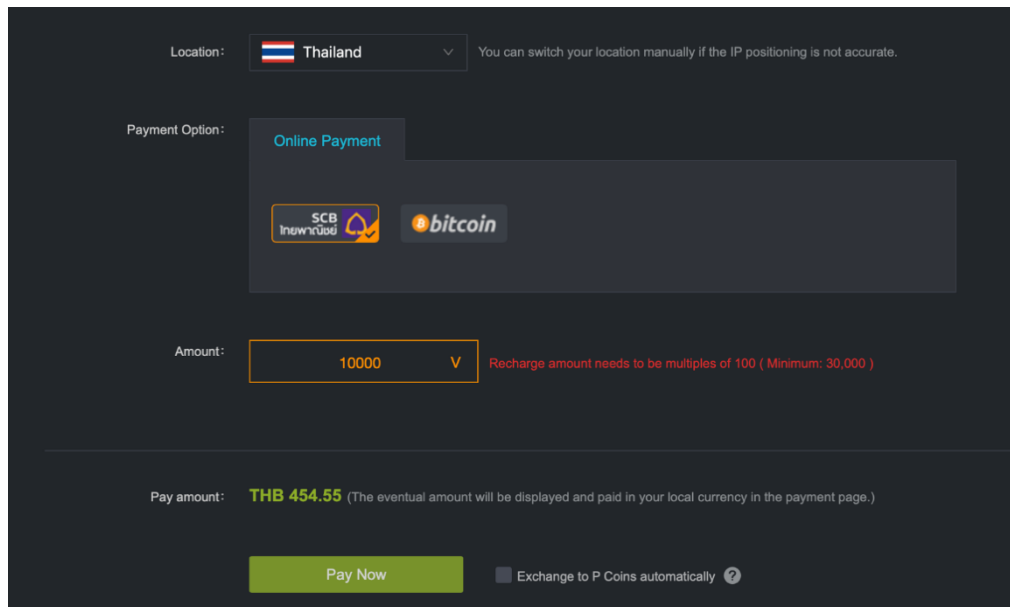 Location:
Thailand
You can switch your location manually if the IP positioning is not accurate.
Payment Option:
Online Payment
SCB
ไทยพาณิชย์
bitcoin
Amount:
10000 V
Recharge amount needs to be multiples of 100 ( Minimum: 30,000 )
Pay amount:
THB 454.55 (The eventual amount will be displayed and paid in your local currency in the payment page.)
Pay Now
Exchange to P Coins automatically ?